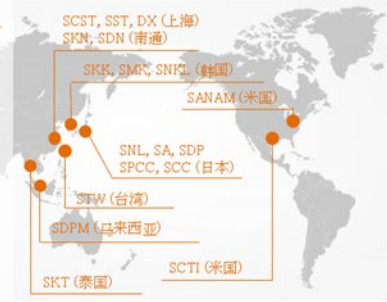 SCST, SST, DX (上海)
SKN, SDN (南通)
SKK, SMK, SNKL (韩国)
SANAM (米国)
SNL, SA, SDP
SPCC, SCC (日本)
STW (台湾)
SDPM (马来西亚)
SCTI (米国)
SKT (泰国)